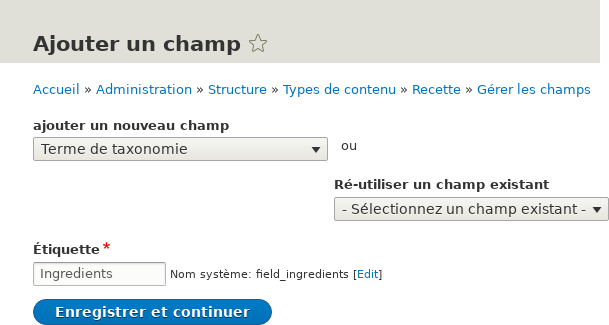 Ajouter un champ
Accueil » Administration » Structure » Types de contenu » Recette » Gérer les champs
ajouter un nouveau champ
Terme de taxonomie
ou
Ré-utiliser un champ existant
- Sélectionnez un champ existant -
Étiquette *
Ingredients Nom système: field_ingredients [Edit]
Enregistrer et continuer